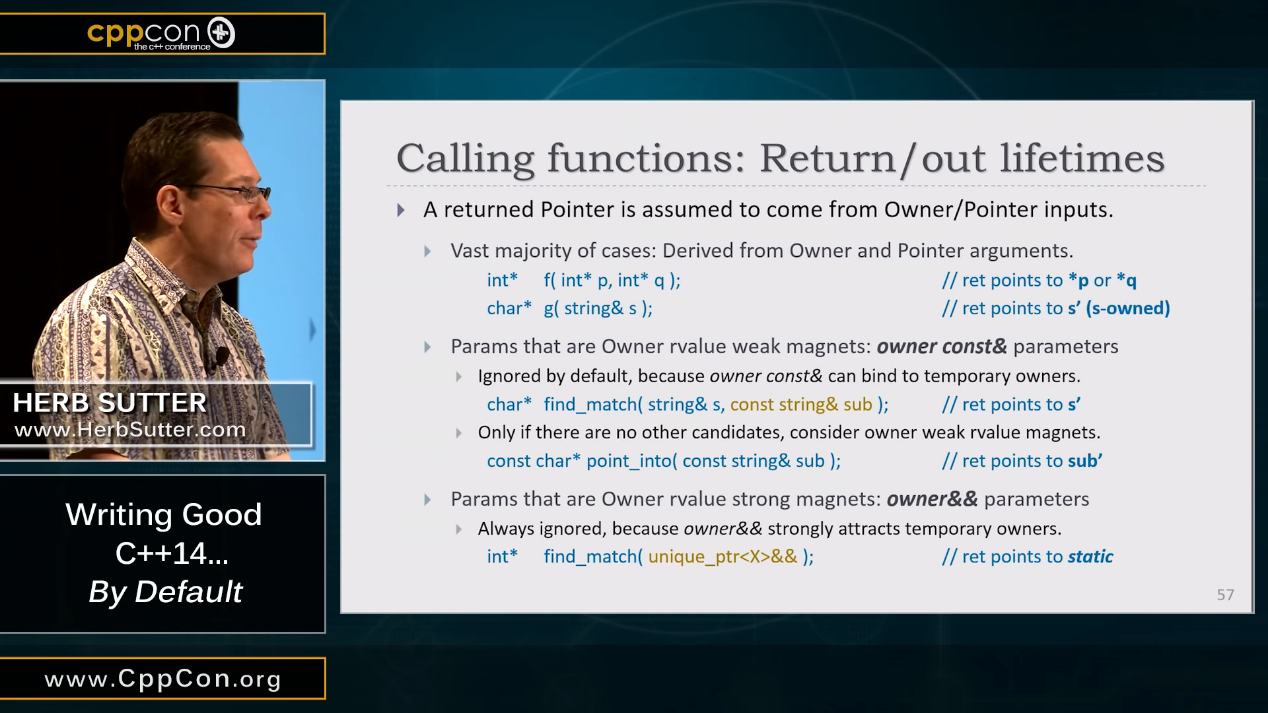 cppcon
the c++ conference
HERB SUTTER
www.HerbSutter.com
Writing Good
C++14...
By Default
www.CppCon.org
Calling functions: Return/out lifetimes
A returned Pointer is assumed to come from Owner/Pointer inputs.
Vast majority of cases: Derived from Owner and Pointer arguments.
int* f( int* p, int* q ); // ret points to *p or *q
char* g( string& s ); // ret points to s’ (s-owned)
Params that are Owner rvalue weak magnets: owner const& parameters
Ignored by default, because owner const& can bind to temporary owners.
char* find_match( string& s, const string& sub ); // ret points to s’
Only if there are no other candidates, consider owner weak rvalue magnets.
const char* point_into( const string& sub ); // ret points to sub’
Params that are Owner rvalue strong magnets: owner&& parameters
Always ignored, because owner&& strongly attracts temporary owners.
int* find_match( unique_ptr<X>&& ); // ret points to static
57